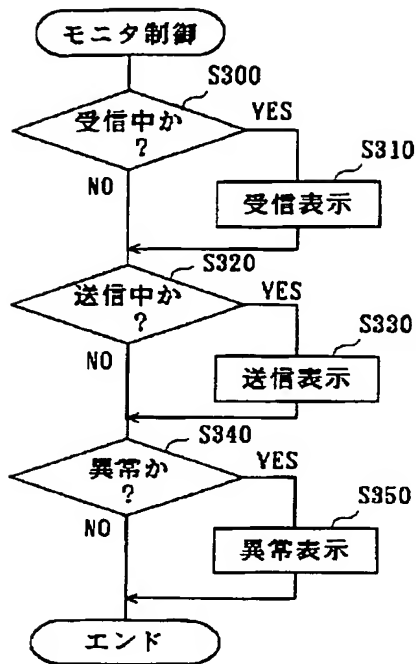 モニタ制御
S300
受信中か
?
YES
NO
S310
受信表示
S320
送信中か
?
YES
NO
S330
送信表示
S340
異常か
?
YES
NO
S350
異常表示
エンド